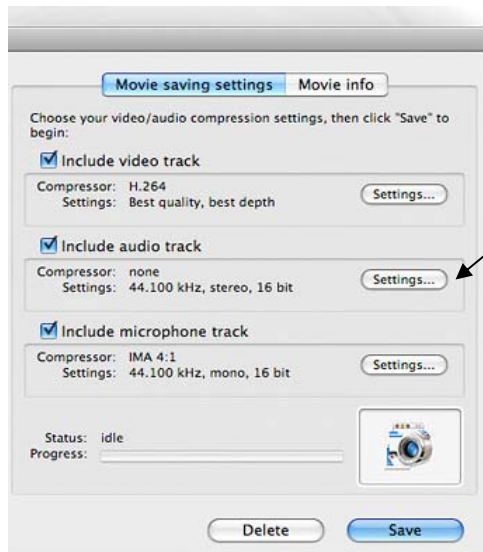 Movie saving settings Movie info
Choose your video/audio compression settings, then click "Save" to
begin:
Include video track
Compressor: H.264
Settings: Best quality, best depth
Settings...
Include audio track
Compressor: none
Settings: 44.100 kHz, stereo, 16 bit
Settings...
Include microphone track
Compressor: IMA 4:1
Settings: 44.100 kHz, mono, 16 bit
Settings...
Status: idle
Progress:
Delete Save